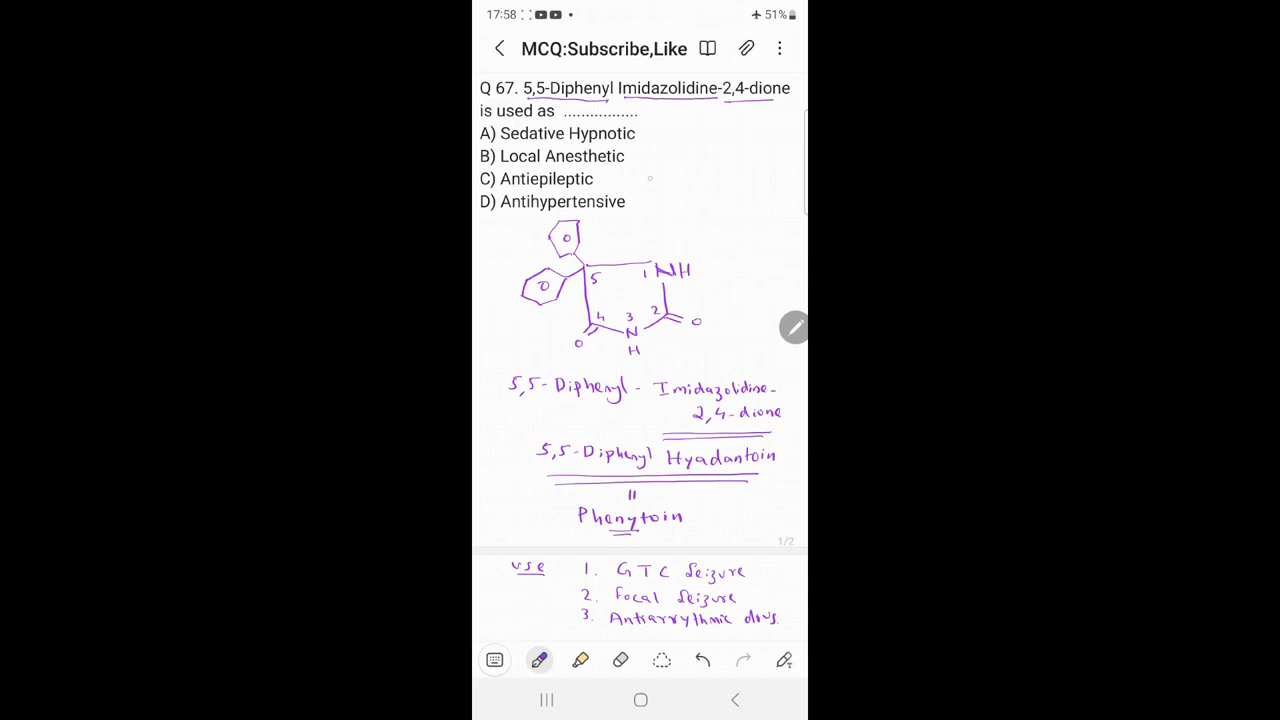 17:58 51%
MCQ:Subscribe,Like
Q 67. 5,5-Diphenyl Imidazolidine-2,4-dione
is used as .................
A) Sedative Hypnotic
B) Local Anesthetic
C) Antiepileptic
D) Antihypertensive
O
O
5
1 NH
4 3 2
O N O
H
5,5-Diphenyl - Imidazolidine-
2,4-dione
5,5-Diphenyl Hyadantoin
"
Phenytoin
1/2
use 1. GTC Seizure
2. Focal Seizure
3. Antiarrythmic drug.